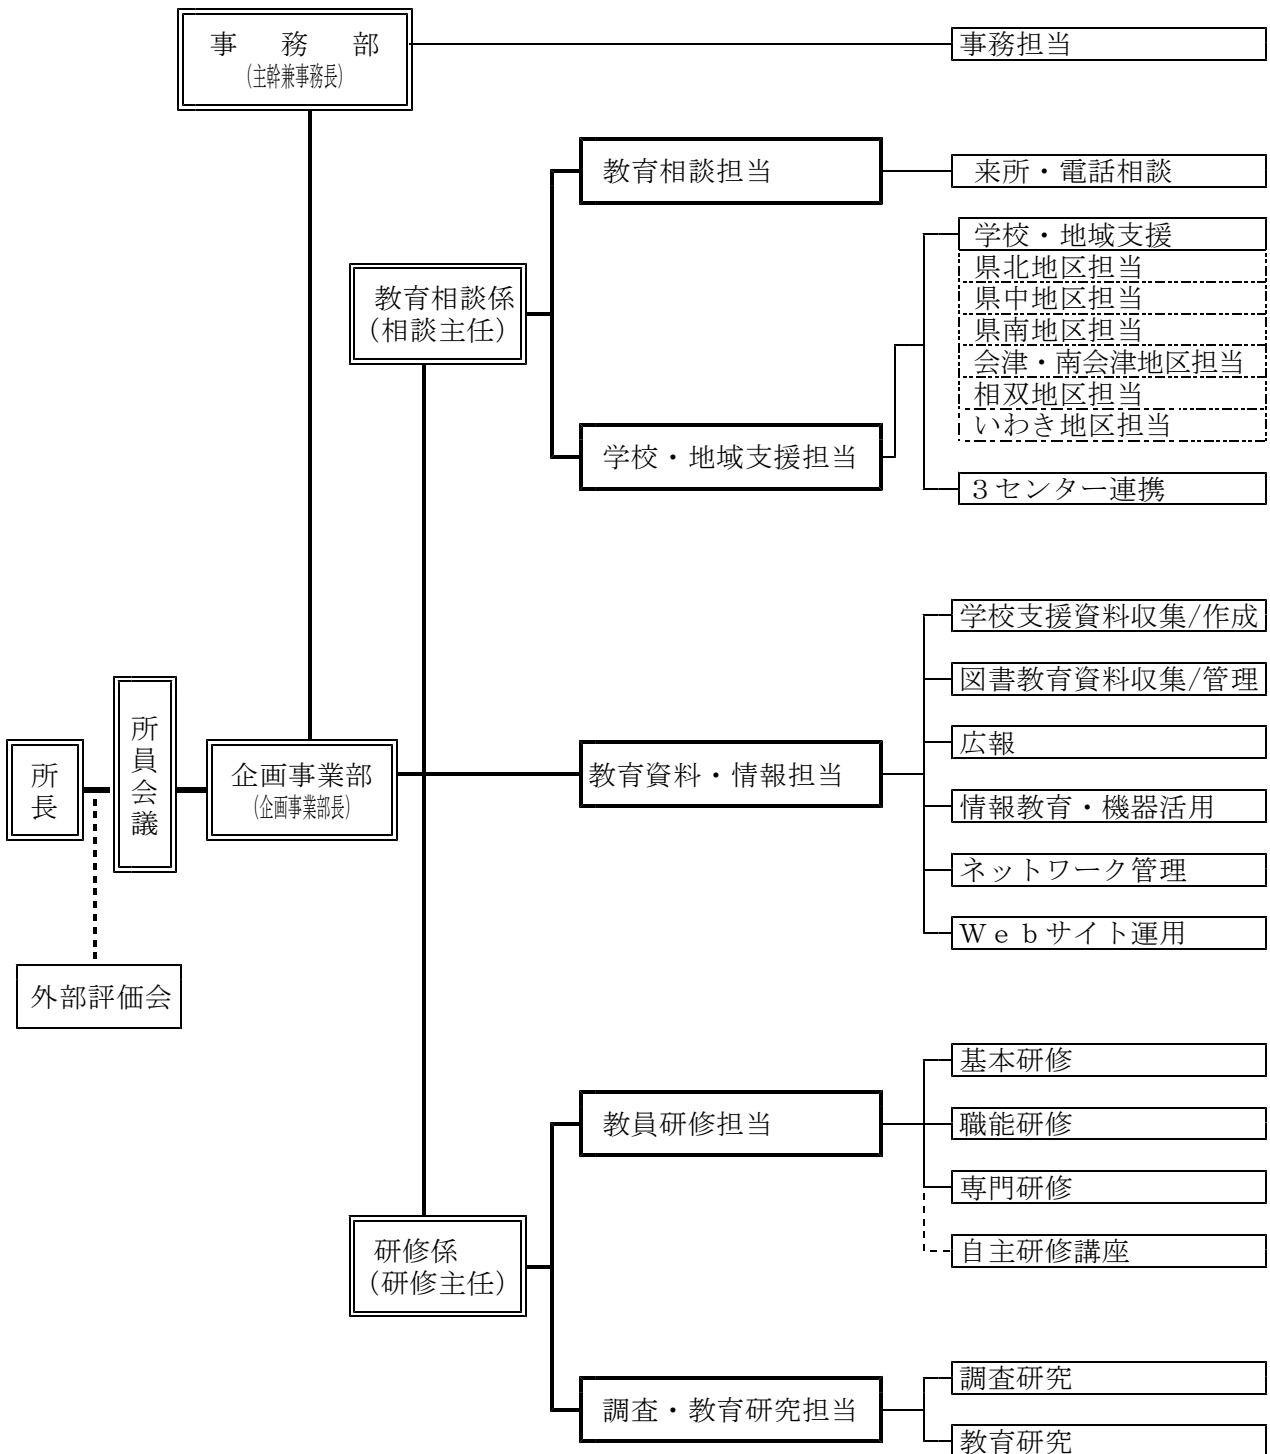 事　務　部
（主幹兼事務長）
事務担当
教育相談担当
来所・電話相談
教育相談係
（相談主任）
学校・地域支援
県北地区担当
県中地区担当
県南地区担当
会津・南会津地区担当
相双地区担当
いわき地区担当
学校・地域支援担当
３センター連携
所長
所員会議
企画事業部
（企画事業部長）
外部評価会
教育資料・情報担当
学校支援資料収集/作成
図書教育資料収集/管理
広報
情報教育・機器活用
ネットワーク管理
Ｗｅｂサイト運用
研修係
（研修主任）
教員研修担当
基本研修
職能研修
専門研修
自主研修講座
調査・教育研究担当
調査研究
教育研究